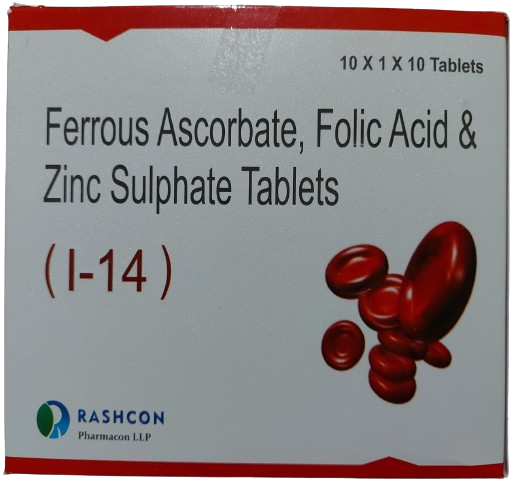 10 X 1 X 10 Tablets
Ferrous Ascorbate, Folic Acid &
Zinc Sulphate Tablets
(I-14)
RASHCON
Pharmacon LLP